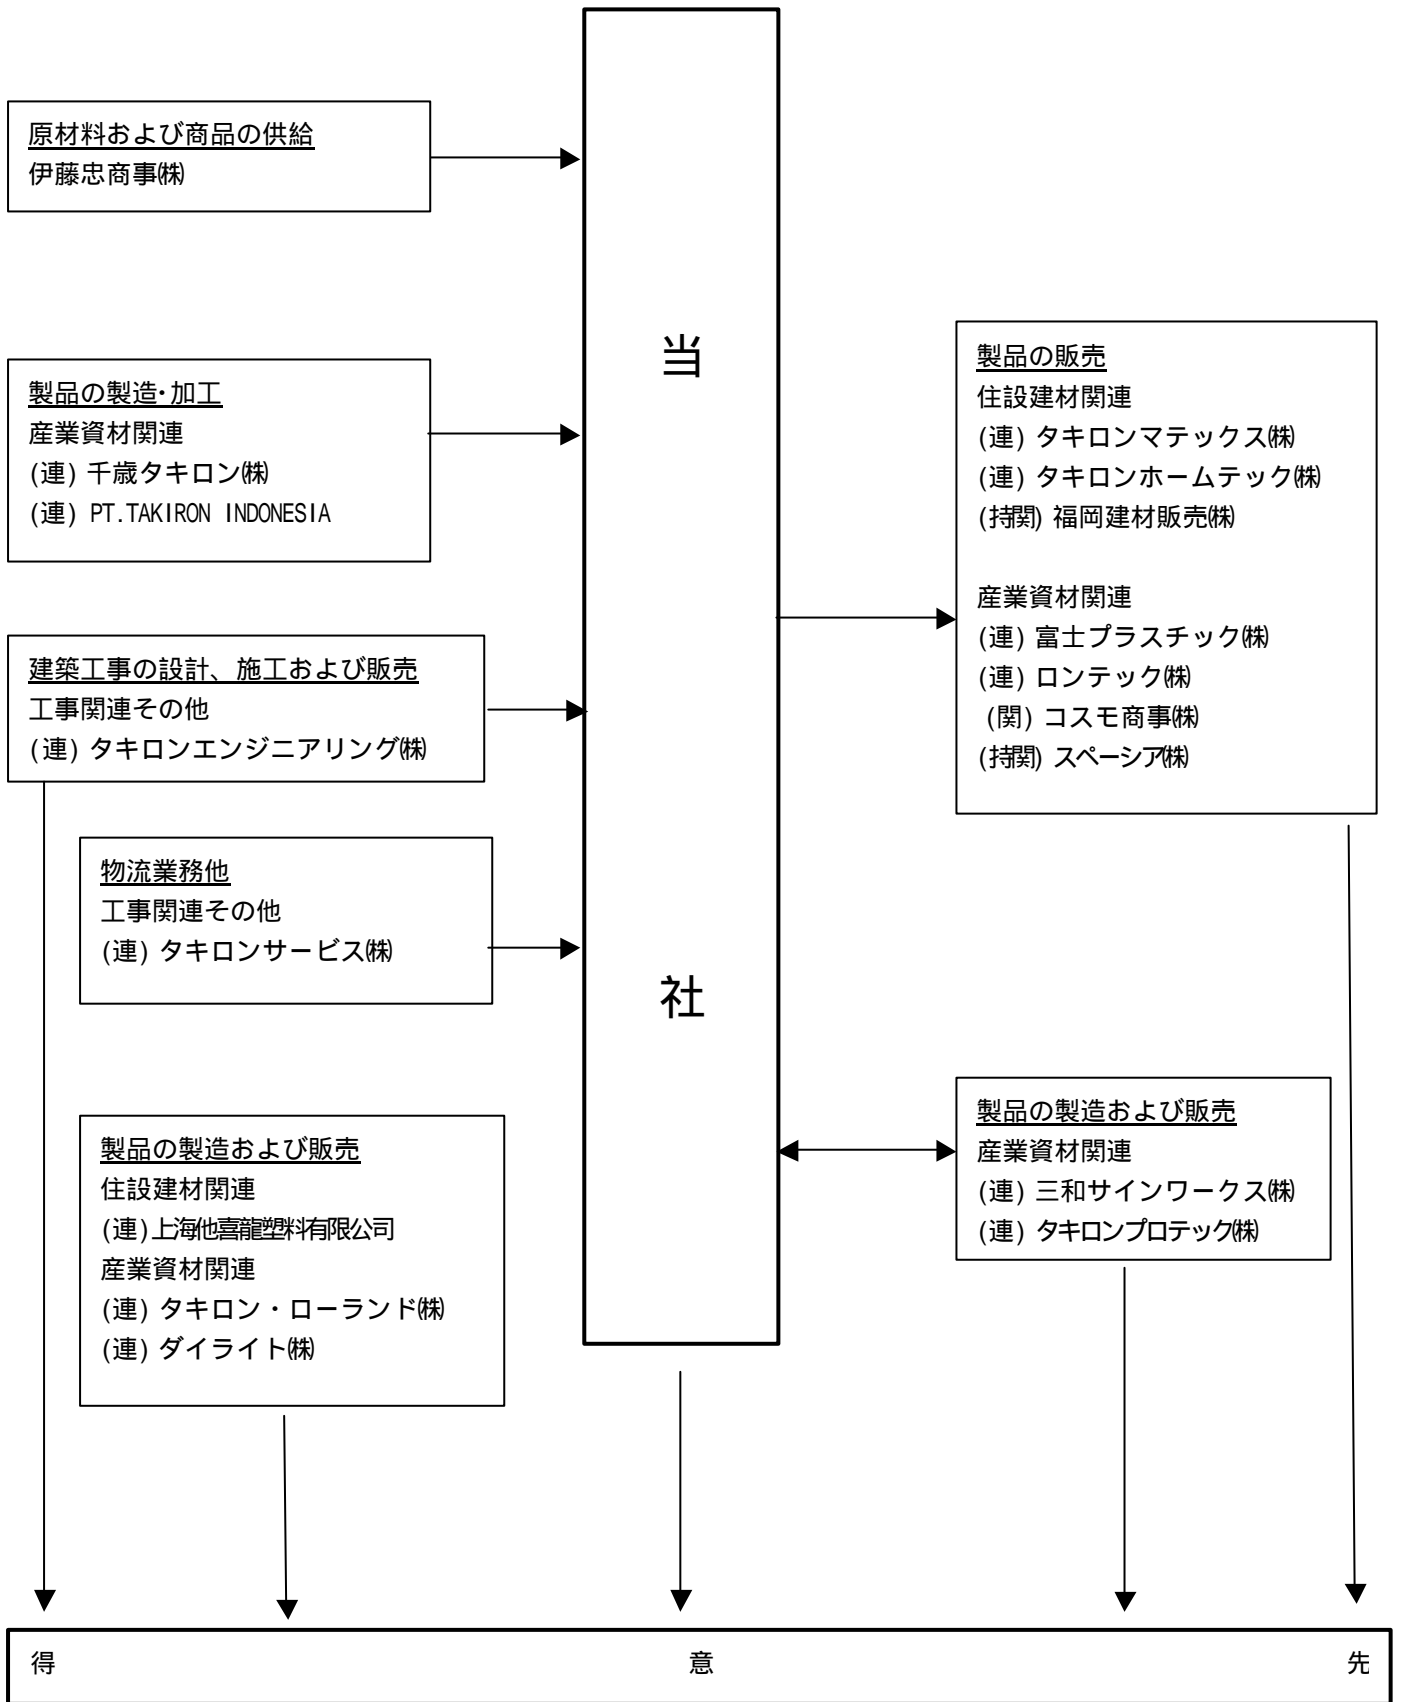 原材料および商品の供給
伊藤忠商事㈱
製品の製造・加工
産業資材関連
(連) 千歳タキロン㈱
(連) PT.TAKIRON INDONESIA
建築工事の設計、施工および販売
工事関連その他
(連) タキロンエンジニアリング㈱
物流業務他
工事関連その他
(連) タキロンサービス㈱
製品の製造および販売
住設建材関連
(連)上海他喜龍塑料有限公司
産業資材関連
(連) タキロン・ローランド㈱
(連) ダイライト㈱
当
社
製品の販売
住設建材関連
(連) タキロンマテックス㈱
(連) タキロンホームテック㈱
(持関) 福岡建材販売㈱
産業資材関連
(連) 富士プラスチック㈱
(連) ロンテック㈱
(関) コスモ商事㈱
(持関) スペーシア㈱
製品の製造および販売
産業資材関連
(連) 三和サインワークス㈱
(連) タキロンプロテック㈱
得 意 先